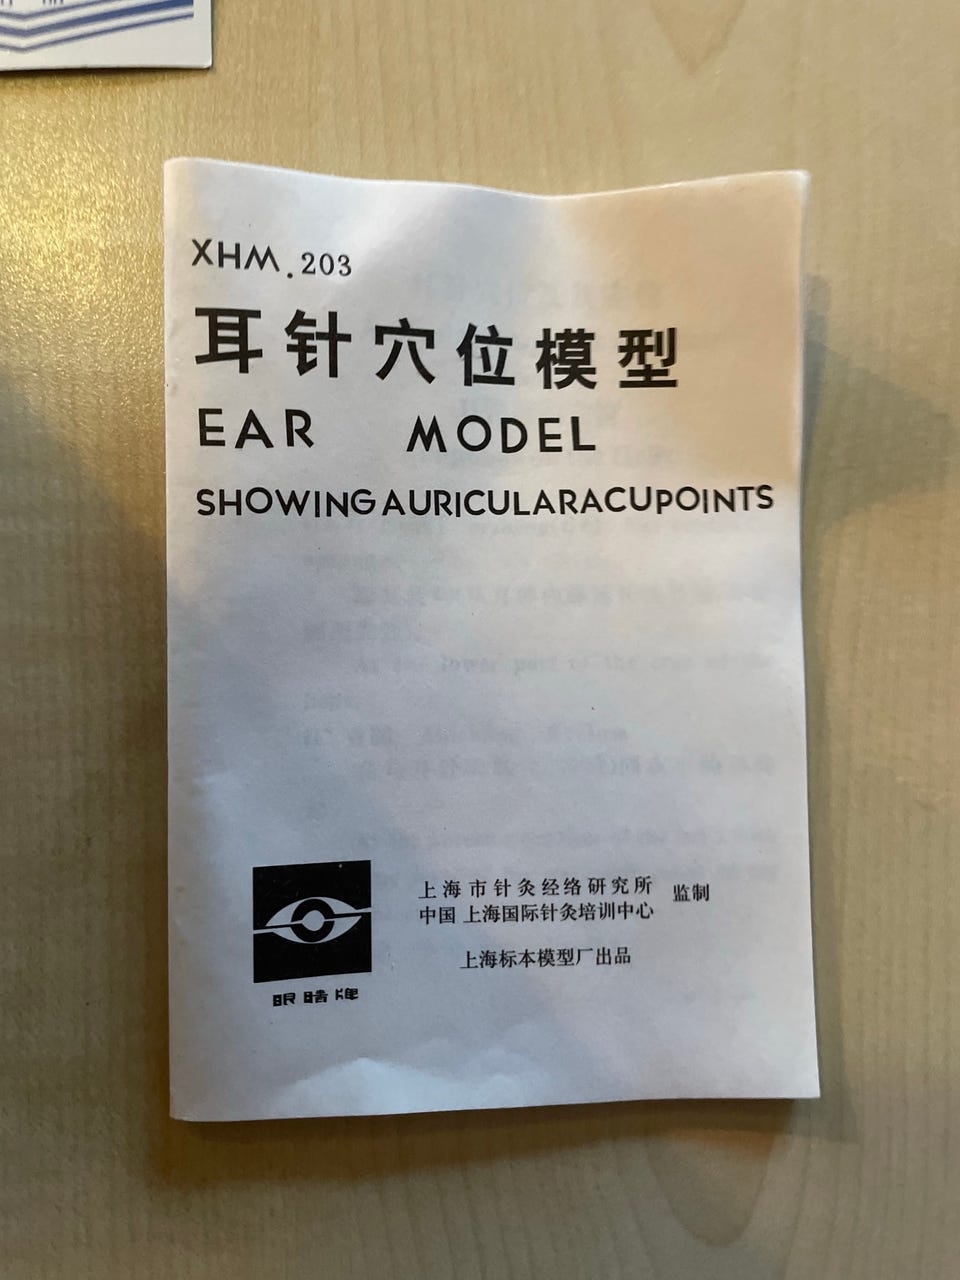 XHM.203
耳针穴位模型
EAR MODEL
SHOWINGAURICULARACUPOINTS
上海市针灸经络研究所
中国 上海国际针灸培训中心
监制
上海标本模型厂出品
眼睛牌